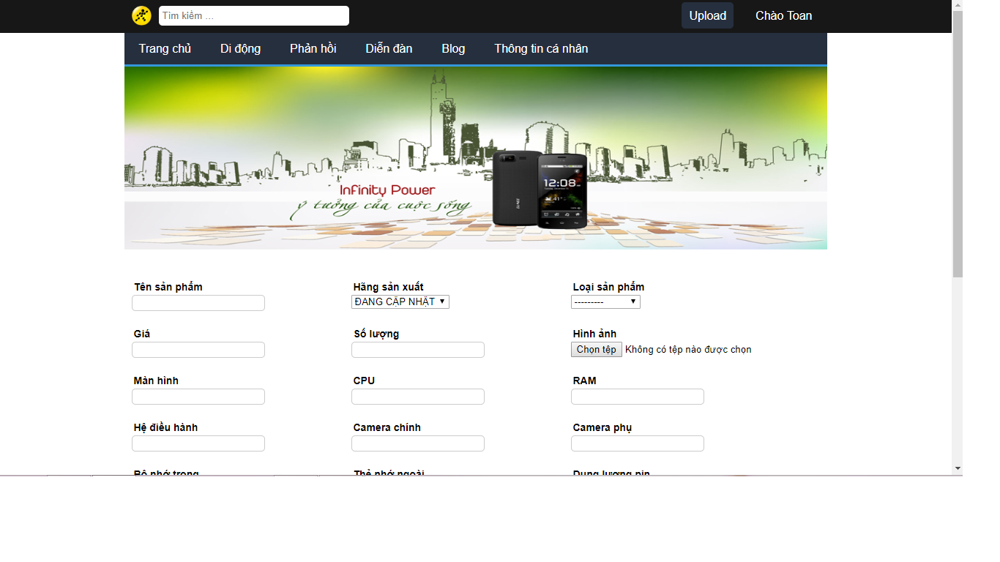 Tìm kiếm ...
Upload
Chào Toan
Trang chủ
Di động
Phản hồi
Diễn đàn
Blog
Thông tin cá nhân
Infinity Power
ý tưởng của cuộc sống
12:08
41°
Tên sản phẩm
Hãng sản xuất
Loại sản phẩm
ĐANG CẬP NHẬT
---------
Giá
Số lượng
Hình ảnh
Chọn tệp Không có tệp nào được chọn
Màn hình
CPU
RAM
Hệ điều hành
Camera chính
Camera phụ
Bộ nhớ trong
Thẻ nhớ ngoài
Dung lượng pin